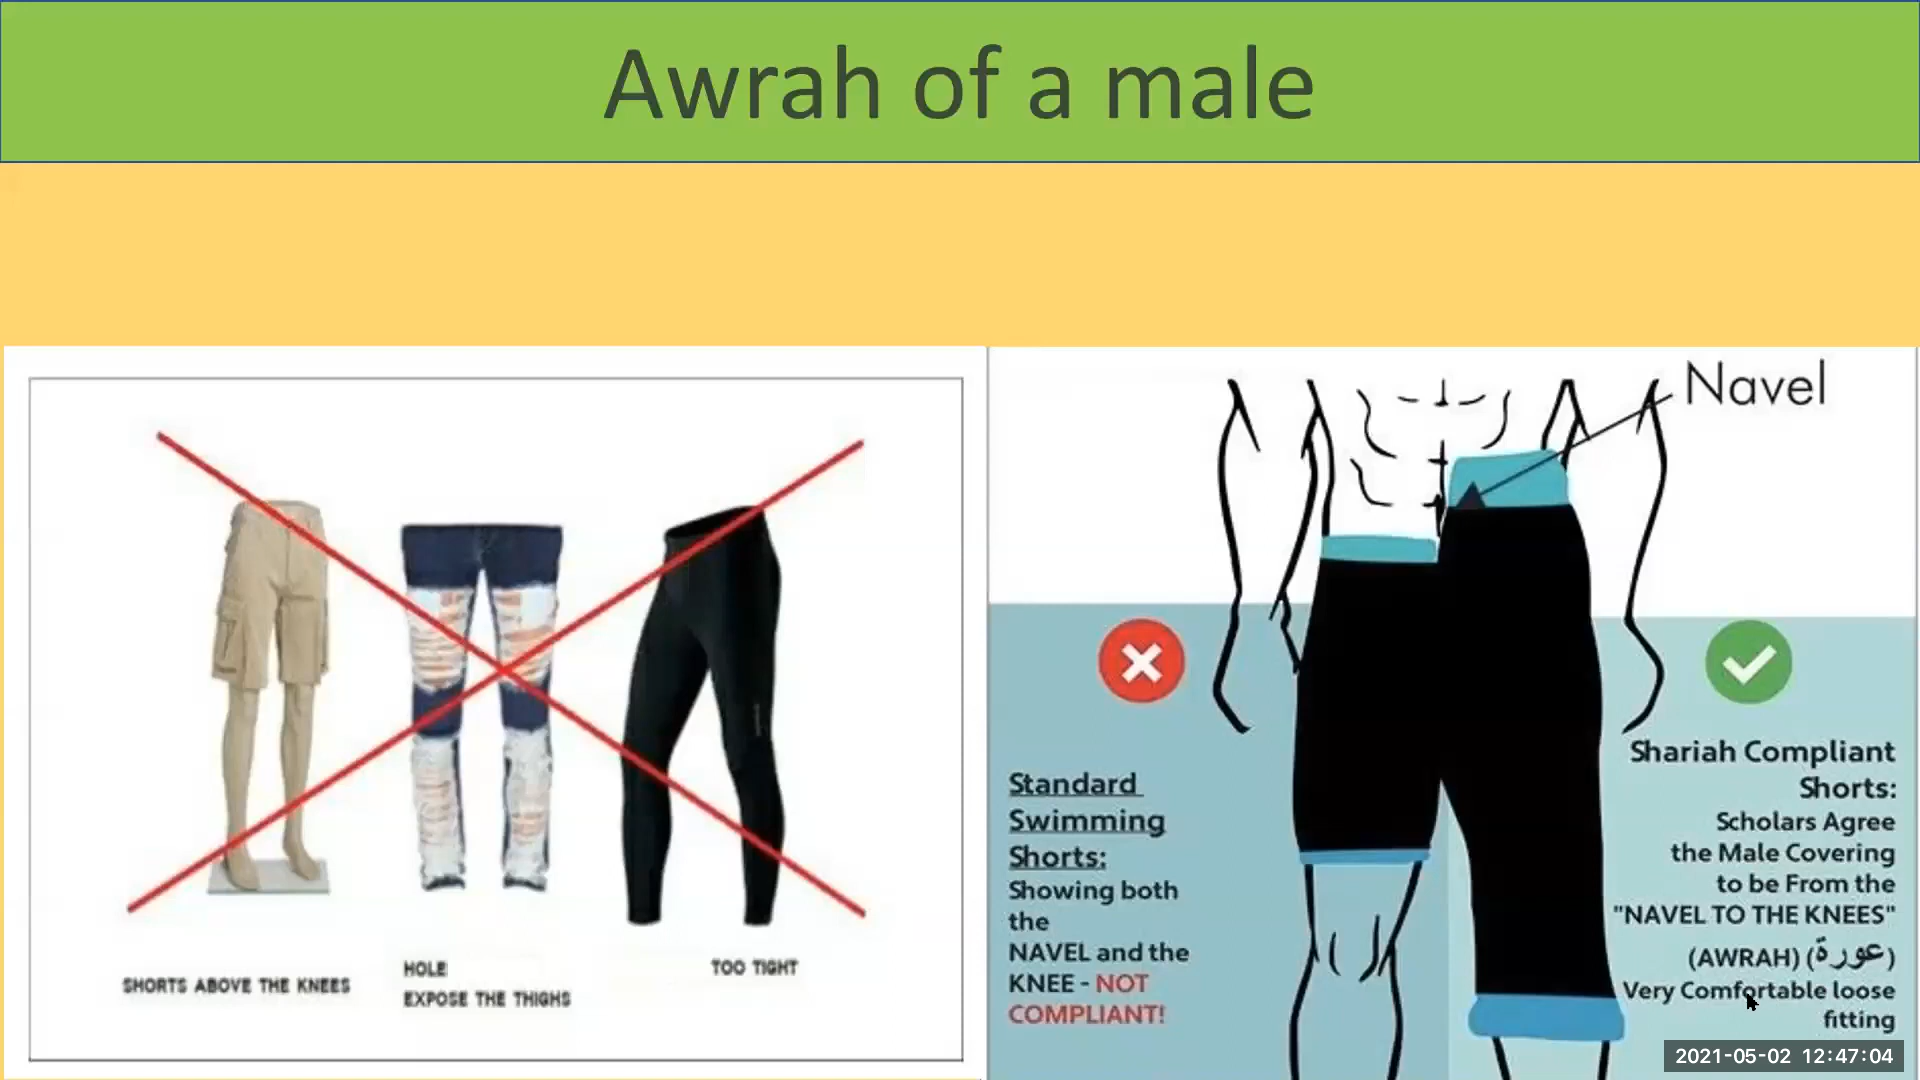 Awrah of a male
SHORTS ABOVE THE KNEES
HOLE
EXPOSE THE THIGHS
TOO TIGHT
Navel
Standard
Swimming
Shorts:
Showing both
the
NAVEL and the
KNEE - NOT
COMPLIANT!
Shariah Compliant
Shorts:
Scholars Agree
the Male Covering
to be From the
"NAVEL TO THE KNEES"
(AWRAH) (عورة)
Very Comfortable loose
fitting
2021-05-02 12:47:04